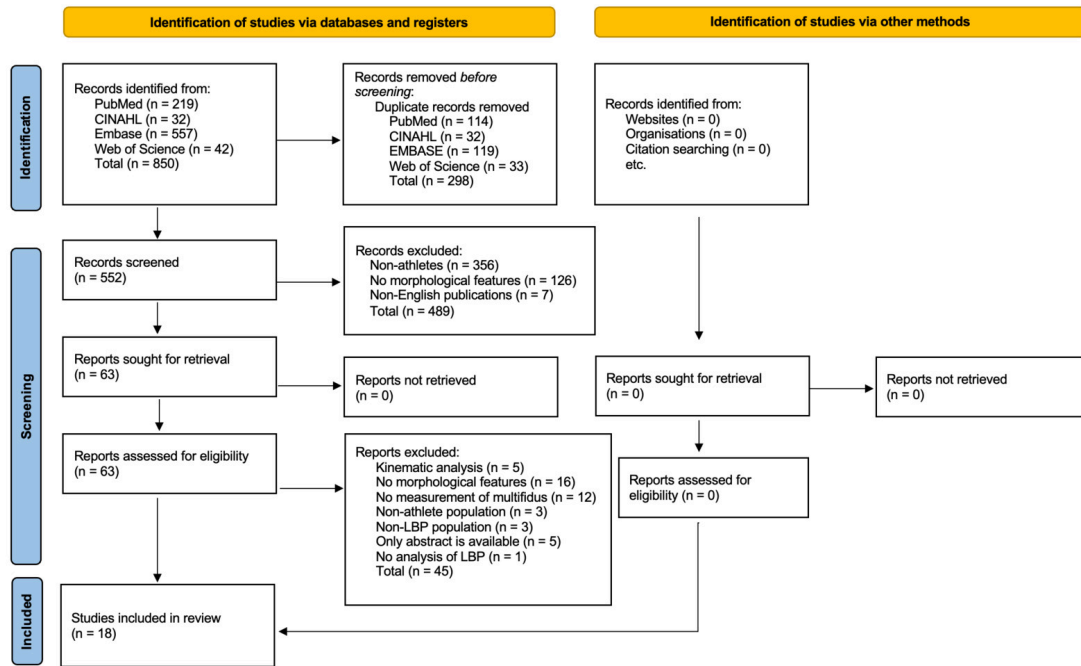 Identification of studies via databases and registers
Identification of studies via other methods
Identification
Records identified from:
PubMed (n = 219)
CINAHL (n = 32)
Embase (n = 557)
Web of Science (n = 42)
Total (n = 850)
Records removed before
screening:
Duplicate records removed
PubMed (n = 114)
CINAHL (n = 32)
EMBASE (n = 119)
Web of Science (n = 33)
Total (n = 298)
Records identified from:
Websites (n = 0)
Organisations (n = 0)
Citation searching (n = 0)
etc.
Screening
Records screened
(n = 552)
Records excluded:
Non-athletes (n = 356)
No morphological features (n = 126)
Non-English publications (n = 7)
Total (n = 489)
Reports sought for retrieval
(n = 63)
Reports not retrieved
(n = 0)
Reports sought for retrieval
(n = 0)
Reports not retrieved
(n = 0)
Reports assessed for eligibility
(n = 63)
Reports excluded:
Kinematic analysis (n = 5)
No morphological features (n = 16)
No measurement of multifidus (n = 12)
Non-athlete population (n = 3)
Non-LBP population (n = 3)
Only abstract is available (n = 5)
No analysis of LBP (n = 1)
Total (n = 45)
Reports assessed for
eligibility (n = 0)
Included
Studies included in review
(n = 18)